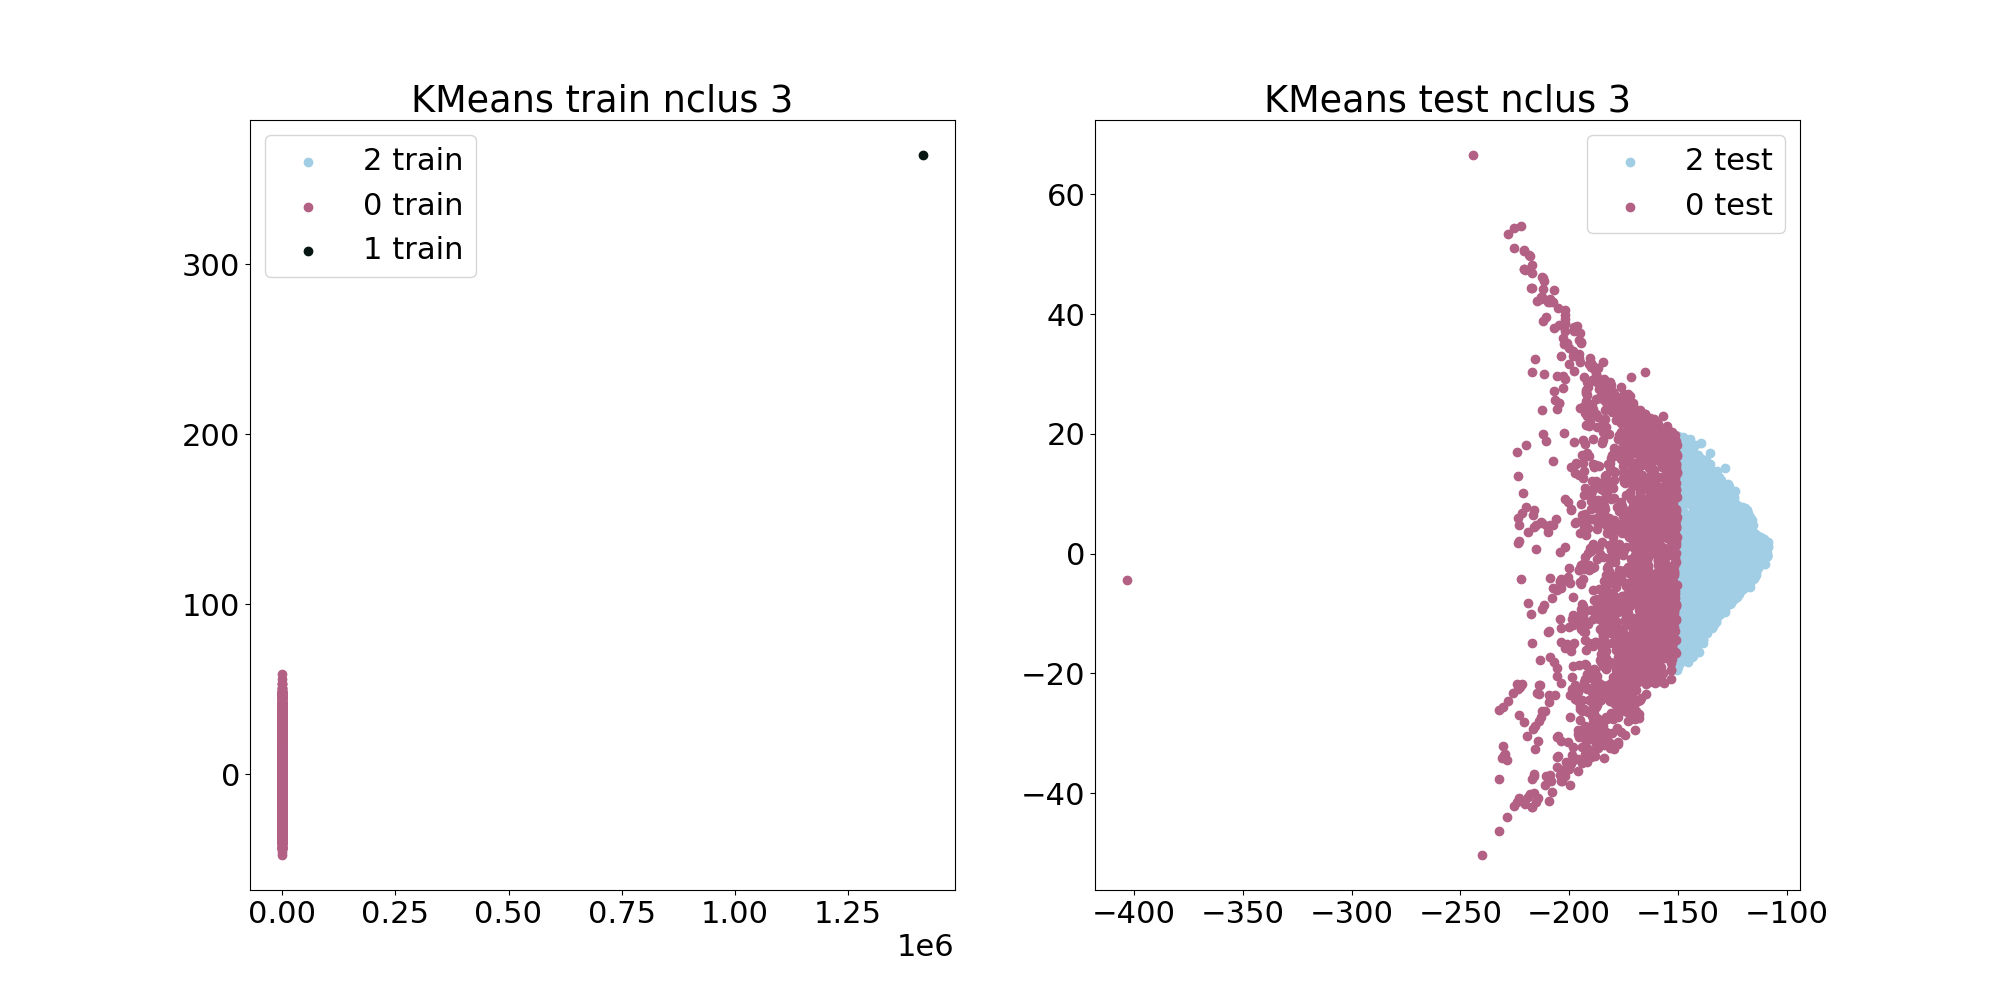 KMeans train nclus 3
2 train
0 train
1 train
300
200
100
0
0.00 0.25 0.50 0.75 1.00 1.25
1e6
KMeans test nclus 3
2 test
0 test
60
40
20
0
−20
−40
−400 −350 −300 −250 −200 −150 −100